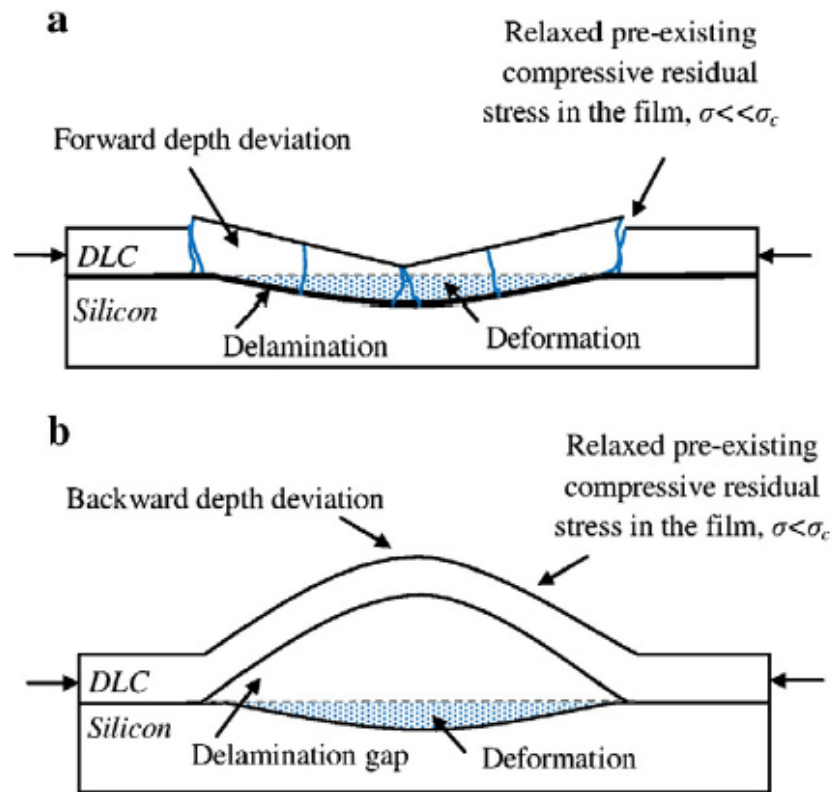 a
Relaxed pre-existing
compressive residual
stress in the film, σ<<σc
Forward depth deviation
DLC
Silicon
Delamination
Deformation
b
Relaxed pre-existing
compressive residual
stress in the film, σ<σc
Backward depth deviation
DLC
Silicon
Delamination gap
Deformation